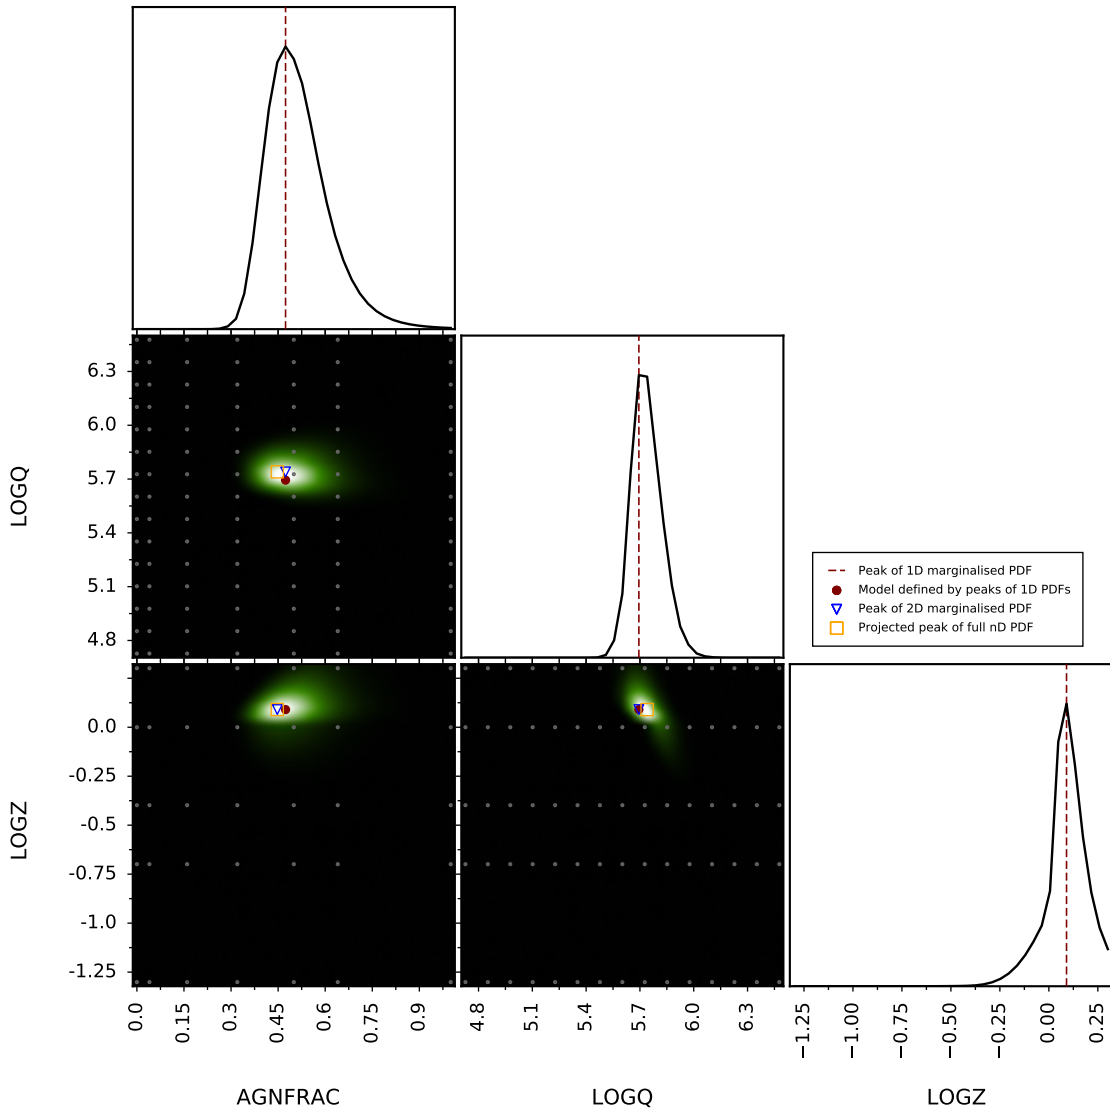 LOGQ
6.3
6.0
5.7
5.4
5.1
4.8
Peak of 1D marginalised PDF
Model defined by peaks of 1D PDFs
Peak of 2D marginalised PDF
Projected peak of full nD PDF
LOGZ
0.0
-0.25
-0.5
-0.75
-1.0
-1.25
0.0 0.15 0.3 0.45 0.6 0.75 0.9
4.8 5.1 5.4 5.7 6.0 6.3
−1.25 −1.00 −0.75 −0.50 −0.25 0.00 0.25
AGNFRAC LOGQ LOGZ